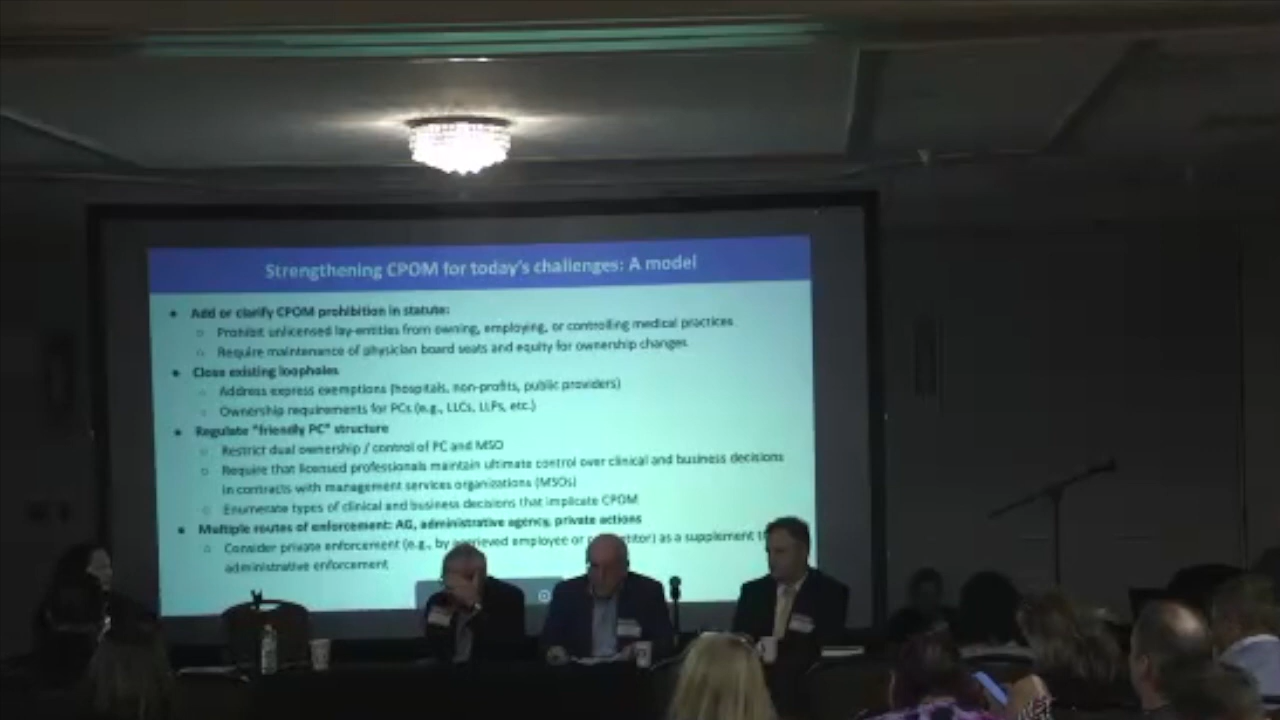 Strengthening CPOM for today's challenges: A model
• Add or clarify CPOM prohibition in statute:
○ Prohibit unlicensed lay-entities from owning, employing, or controlling medical practices
○ Require maintenance of physician board seats and equity for ownership changes
• Close existing loopholes
○ Address express exemptions (hospitals, non-profits, public providers)
○ Ownership requirements for PCs (e.g., LLCs, LLPs, etc.)
• Regulate "friendly PC" structure
○ Restrict dual ownership / control of PC and MSO
○ Require that licensed professionals maintain ultimate control over clinical and business decisions
in contracts with management services organizations (MSOs)
○ Enumerate types of clinical and business decisions that implicate CPOM
• Multiple routes of enforcement: AG, administrative agency, private actions
○ Consider private enforcement (e.g., by aggrieved employee or competitor) as a supplement
administrative enforcement